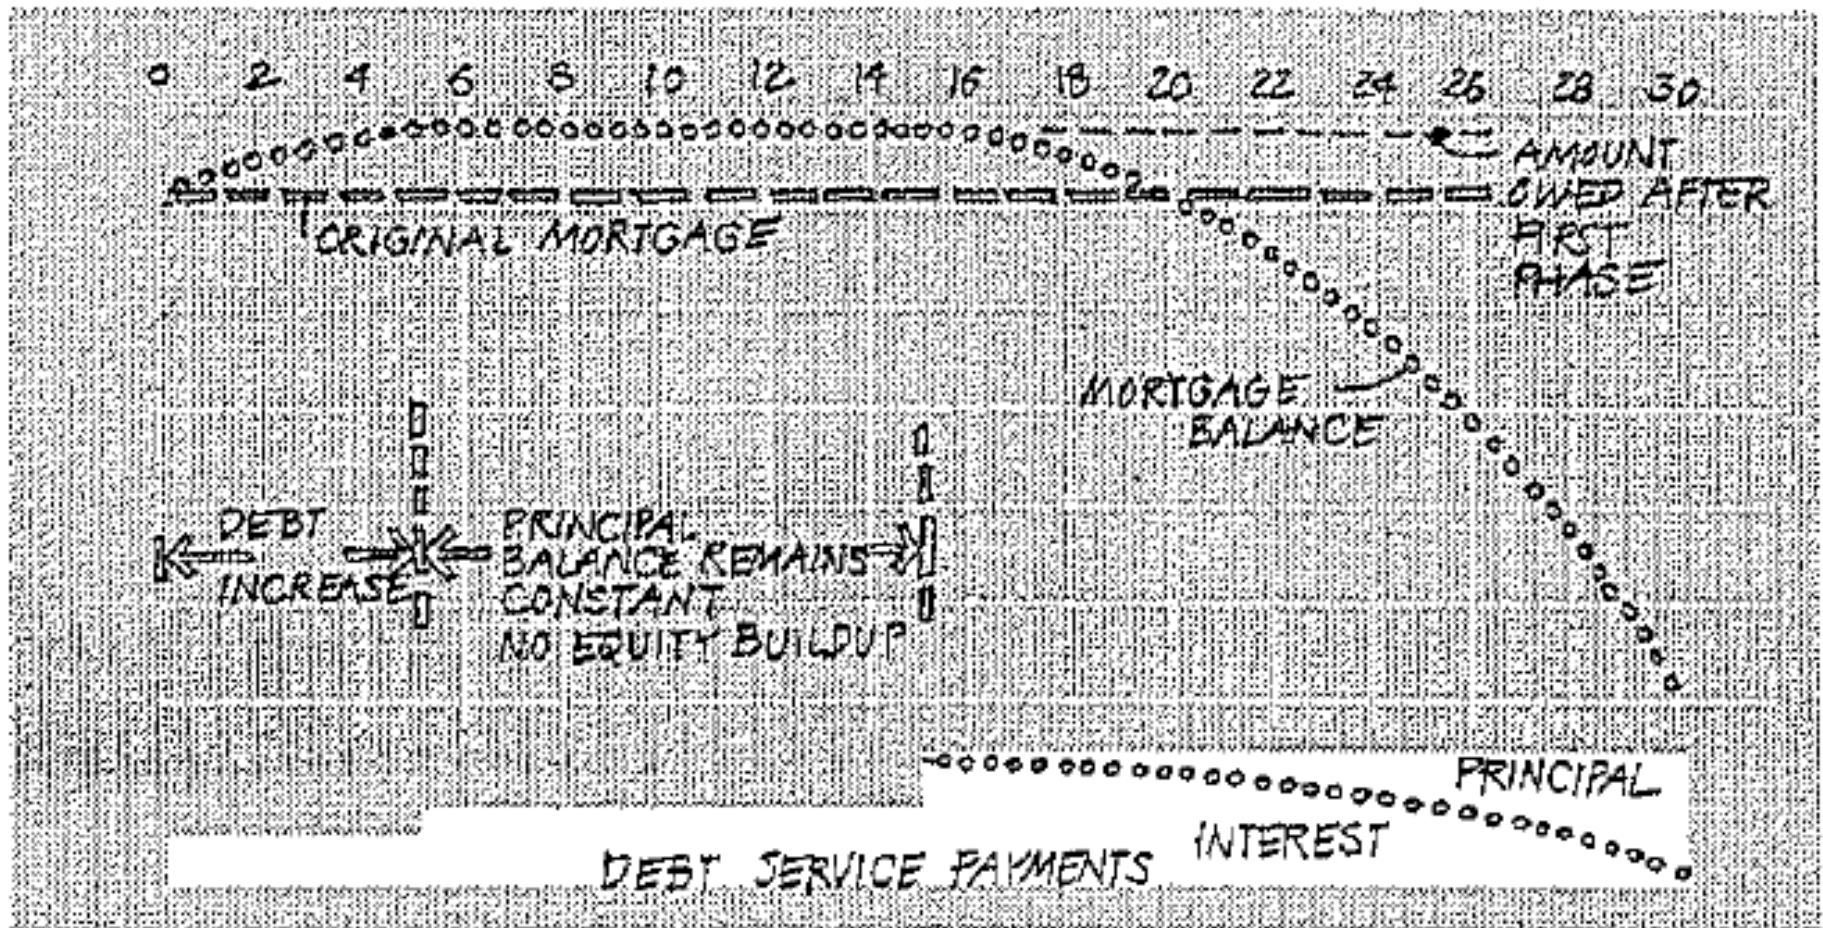 0 2 4 6 8 10 12 14 16 18 20 22 24 26 28 30
AMOUNT
OWED AFTER
FIRST
PHASE
ORIGINAL MORTGAGE
MORTGAGE
BALANCE
DEBT
INCREASE
PRINCIPAL
BALANCE REMAINS
CONSTANT
NO EQUITY BUILDUP
PRINCIPAL
INTEREST
DEBT SERVICE PAYMENTS